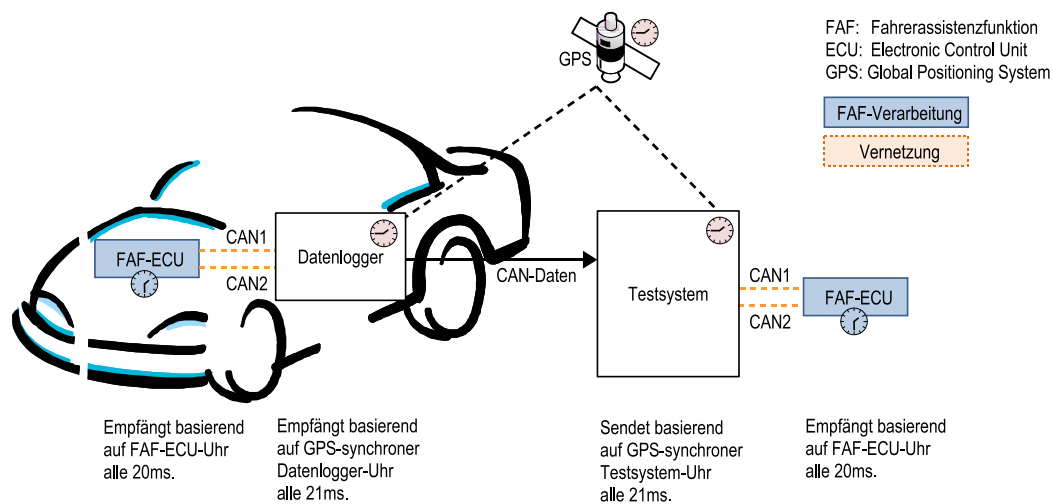 FAF: Fahrerassistenzfunktion
ECU: Electronic Control Unit
GPS: Global Positioning System
GPS
FAF-Verarbeitung
Vernetzung
FAF-ECU
CAN1
CAN2
Datenlogger
CAN-Daten
Testsystem
CAN1
CAN2
FAF-ECU
Empfängt basierend
auf FAF-ECU-Uhr
alle 20ms.
Empfängt basierend
auf GPS-synchroner
Datenlogger-Uhr
alle 21ms.
Sendet basierend
auf GPS-synchroner
Testsystem-Uhr
alle 21ms.
Empfängt basierend
auf FAF-ECU-Uhr
alle 20ms.